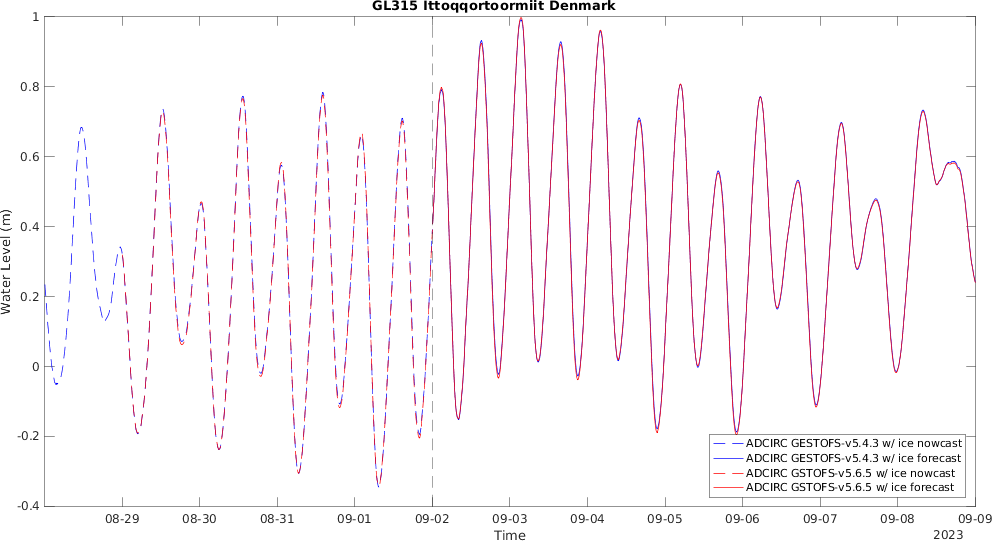 GL315 Ittoqqortoormiit Denmark
1
0.8
0.6
0.4
0.2
0
-0.2
-0.4
Water Level (m)
08-29 08-30 08-31 09-01 09-02 09-03 09-04 09-05 09-06 09-07 09-08 09-09
Time
2023
ADCIRC GESTOFS-v5.4.3 w/ ice nowcast
ADCIRC GESTOFS-v5.4.3 w/ ice forecast
ADCIRC GSTOFS-v5.6.5 w/ ice nowcast
ADCIRC GSTOFS-v5.6.5 w/ ice forecast